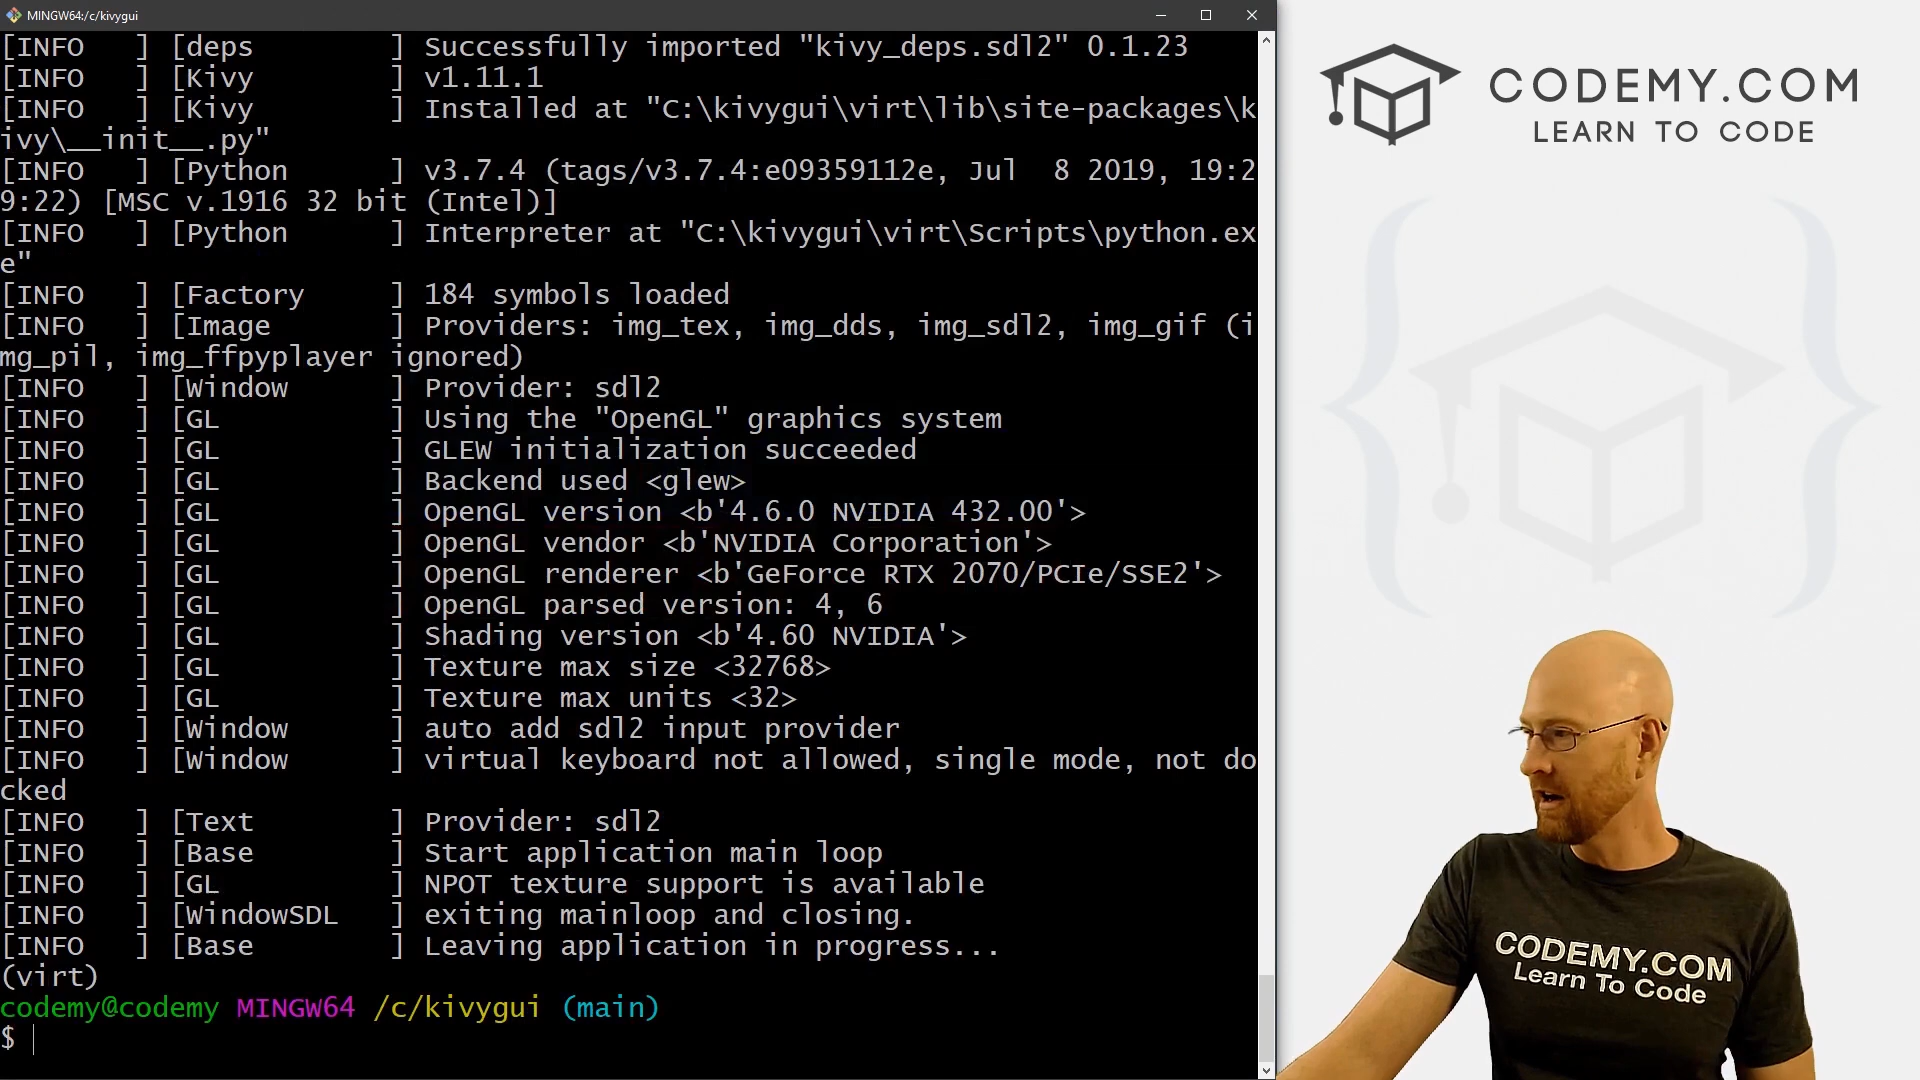 MINGW64:/c/kivygui
[INFO   ] [deps        ] Successfully imported "kivy_deps.sdl2" 0.1.23
[INFO   ] [Kivy        ] v1.11.1
[INFO   ] [Kivy        ] Installed at "C:\kivygui\virt\lib\site-packages\k
ivy\__init__.py"
[INFO   ] [Python      ] v3.7.4 (tags/v3.7.4:e09359112e, Jul  8 2019, 19:2
9:22) [MSC v.1916 32 bit (Intel)]
[INFO   ] [Python      ] Interpreter at "C:\kivygui\virt\Scripts\python.ex
e"
[INFO   ] [Factory     ] 184 symbols loaded
[INFO   ] [Image       ] Providers: img_tex, img_dds, img_sdl2, img_gif (i
mg_pil, img_ffpyplayer ignored)
[INFO   ] [Window      ] Provider: sdl2
[INFO   ] [GL          ] Using the "OpenGL" graphics system
[INFO   ] [GL          ] GLEW initialization succeeded
[INFO   ] [GL          ] Backend used <glew>
[INFO   ] [GL          ] OpenGL version <b'4.6.0 NVIDIA 432.00'>
[INFO   ] [GL          ] OpenGL vendor <b'NVIDIA Corporation'>
[INFO   ] [GL          ] OpenGL renderer <b'GeForce RTX 2070/PCIe/SSE2'>
[INFO   ] [GL          ] OpenGL parsed version: 4, 6
[INFO   ] [GL          ] Shading version <b'4.60 NVIDIA'>
[INFO   ] [GL          ] Texture max size <32768>
[INFO   ] [GL          ] Texture max units <32>
[INFO   ] [Window      ] auto add sdl2 input provider
[INFO   ] [Window      ] virtual keyboard not allowed, single mode, not do
cked
[INFO   ] [Text        ] Provider: sdl2
[INFO   ] [Base        ] Start application main loop
[INFO   ] [GL          ] NPOT texture support is available
[INFO   ] [WindowSDL   ] exiting mainloop and closing.
[INFO   ] [Base        ] Leaving application in progress...
(virt)
codemy@codemy MINGW64 /c/kivygui (main)
$
CODEMY.COM
LEARN TO CODE
CODEMY.COM
Learn To Code